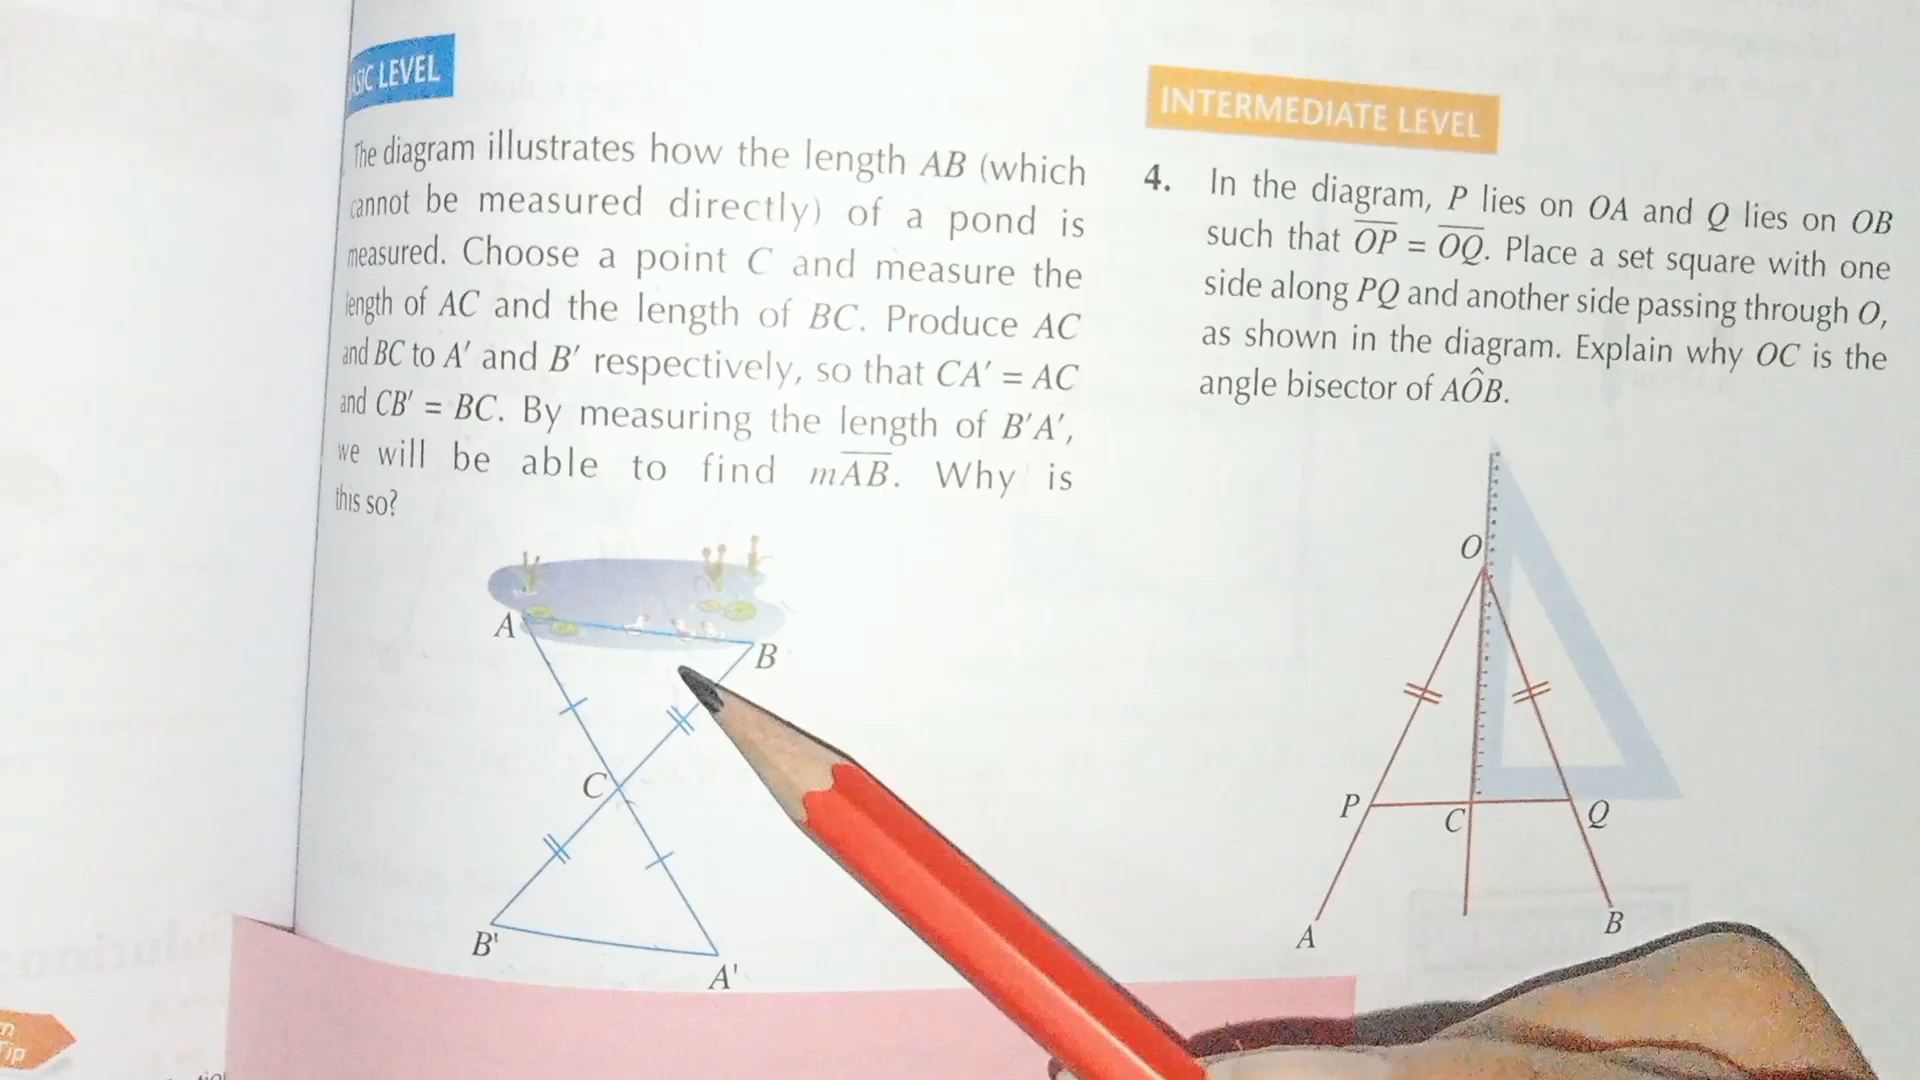 ASIC LEVEL
The diagram illustrates how the length AB (which
cannot be measured directly) of a pond is
measured. Choose a point C and measure the
length of AC and the length of BC. Produce AC
and BC to A′ and B′ respectively, so that CA′ = AC
and CB′ = BC. By measuring the length of B′A′,
we will be able to find mA̅B̅. Why is
this so?
A
B
C
B'
A'
INTERMEDIATE LEVEL
4. In the diagram, P lies on OA and Q lies on OB
such that O̅P̅ = O̅Q̅. Place a set square with one
side along PQ and another side passing through O,
as shown in the diagram. Explain why OC is the
angle bisector of AÔB.
O
P
C
Q
A
B
Tip